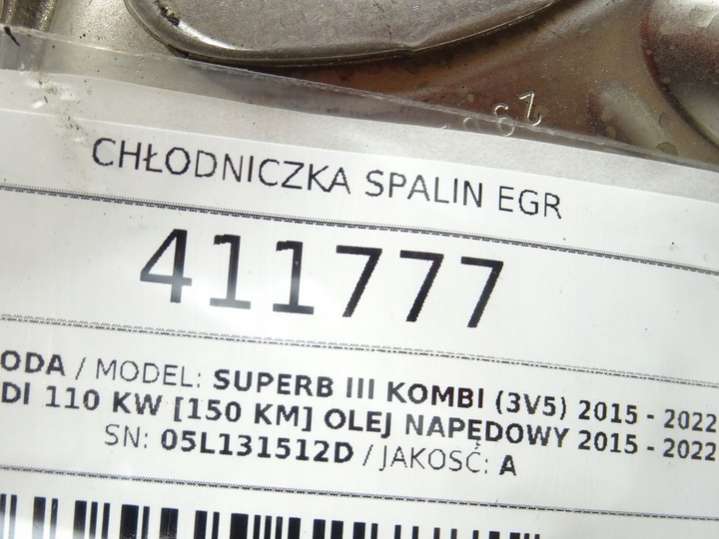 CHŁODNICZKA SPALIN EGR
411777
ODA / MODEL: SUPERB III KOMBI (3V5) 2015 - 2022
DI 110 KW [150 KM] OLEJ NAPĘDOWY 2015 - 2022
SN: 05L131512D / JAKOŚĆ: A